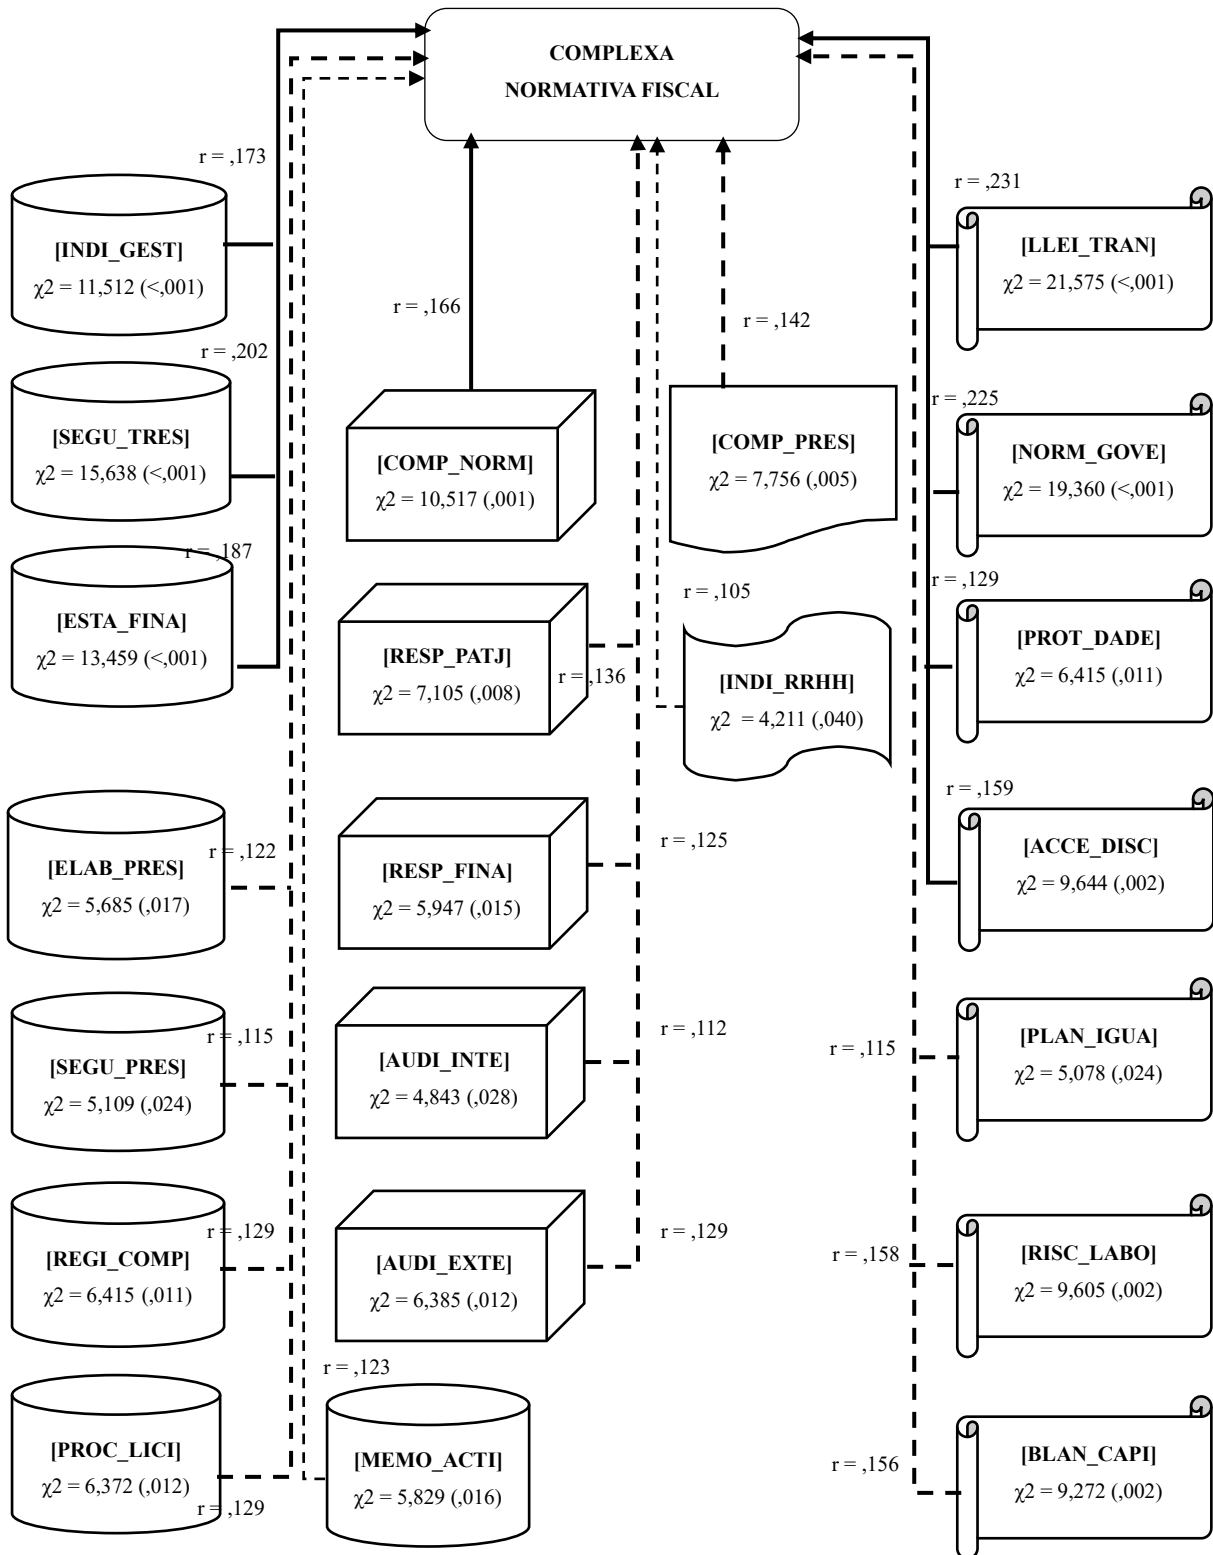 COMPLEXA
NORMATIVA FISCAL
r = ,173
[INDI_GEST]
χ2 = 11,512 (<,001)
r = ,202
[SEGU_TRES]
χ2 = 15,638 (<,001)
r = ,187
[ESTA_FINA]
χ2 = 13,459 (<,001)
r = ,122
[ELAB_PRES]
χ2 = 5,685 (,017)
r = ,115
[SEGU_PRES]
χ2 = 5,109 (,024)
r = ,129
[REGI_COMP]
χ2 = 6,415 (,011)
[PROC_LICI]
χ2 = 6,372 (,012)
r = ,129
r = ,166
[COMP_NORM]
χ2 = 10,517 (,001)
[RESP_PATJ]
χ2 = 7,105 (,008)
r = ,136
r = ,125
[RESP_FINA]
χ2 = 5,947 (,015)
r = ,112
[AUDI_INTE]
χ2 = 4,843 (,028)
r = ,129
[AUDI_EXTE]
χ2 = 6,385 (,012)
r = ,123
[MEMO_ACTI]
χ2 = 5,829 (,016)
r = ,142
[COMP_PRES]
χ2 = 7,756 (,005)
r = ,105
[INDI_RRHH]
χ2 = 4,211 (,040)
r = ,231
[LLEI_TRAN]
χ2 = 21,575 (<,001)
r = ,225
[NORM_GOVE]
χ2 = 19,360 (<,001)
r = ,129
[PROT_DADE]
χ2 = 6,415 (,011)
r = ,159
[ACCE_DISC]
χ2 = 9,644 (,002)
r = ,115
[PLAN_IGUA]
χ2 = 5,078 (,024)
r = ,158
[RISC_LABO]
χ2 = 9,605 (,002)
r = ,156
[BLAN_CAPI]
χ2 = 9,272 (,002)